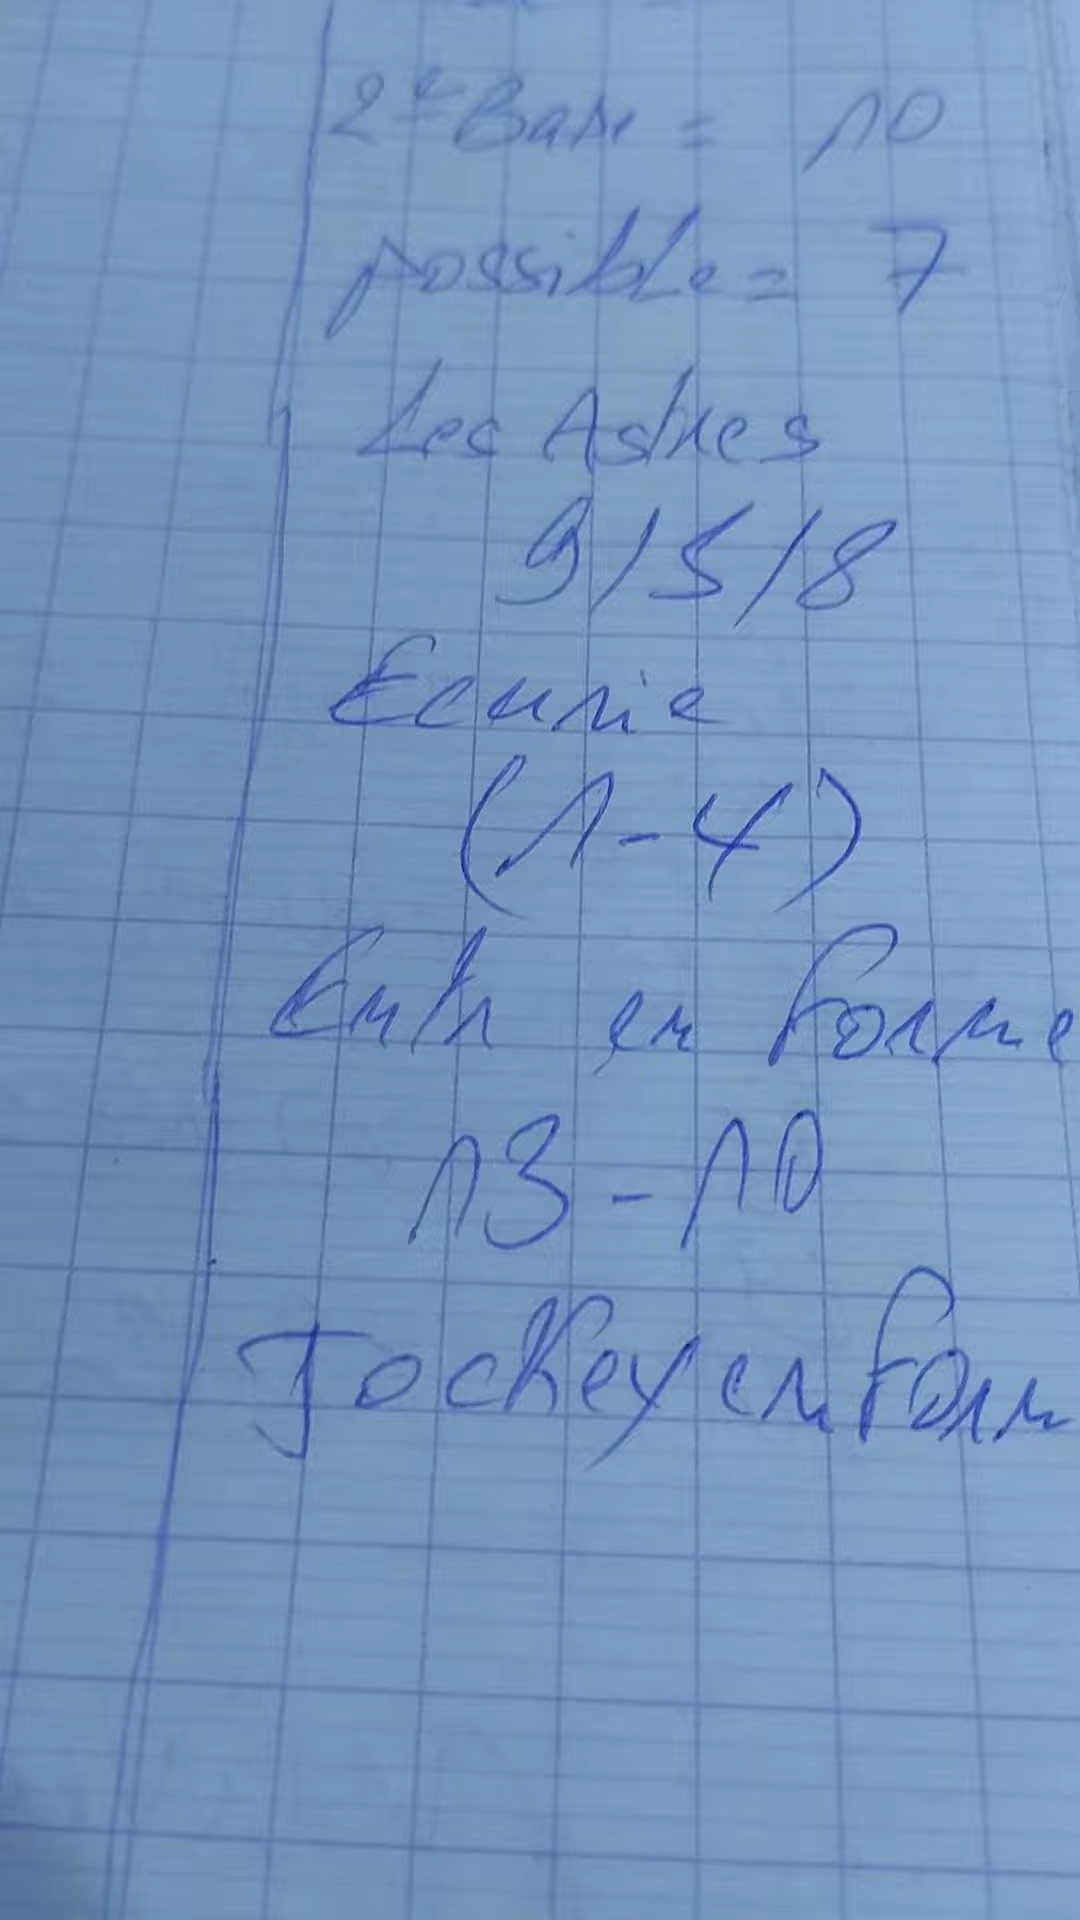 2e Base = 10
possible = 7
Les Astres
9/5/8
Ecurie
(1-4)
Entr en forme
13-10
Jockey en form